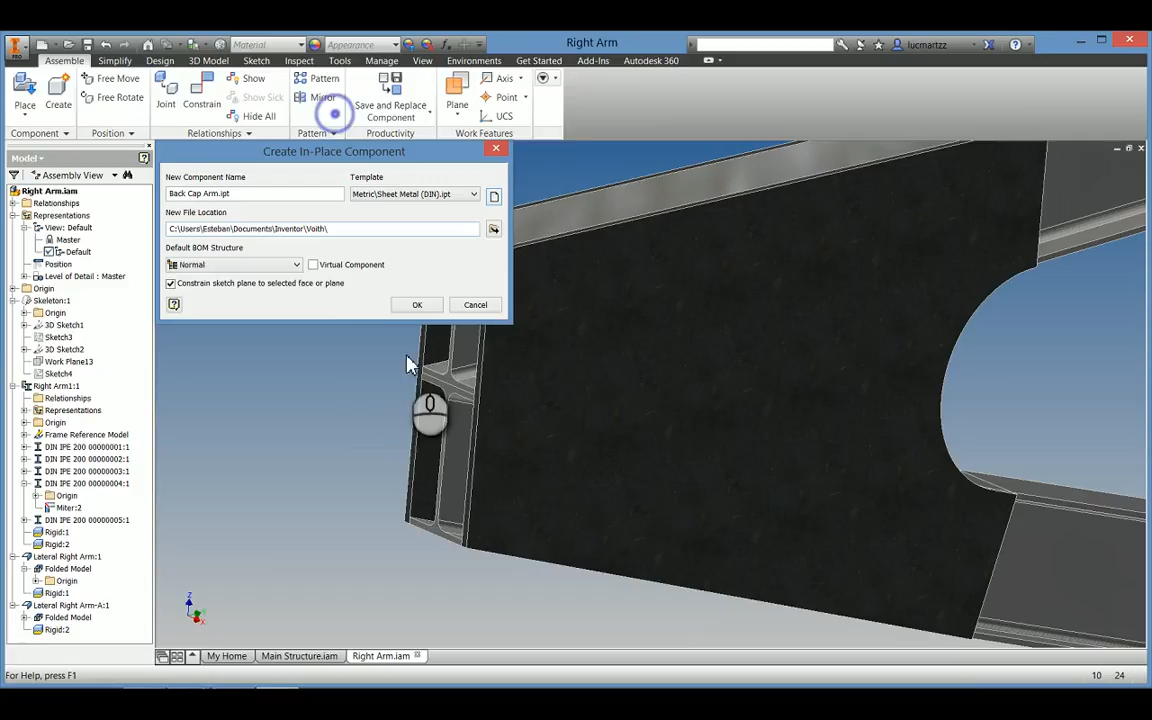 PRO
Material
Appearance
Right Arm
lucmartzz
Assemble Simplify Design 3D Model Sketch Inspect Tools Manage View Environments Get Started Add-Ins Autodesk 360
Place
Create
Free Move
Free Rotate
Joint
Constrain
Show
Show Sick
Hide All
Pattern
Mirror
Save and Replace
Component
Plane
Axis
Point
UCS
Component Position Relationships Pattern Productivity Work Features
Model
Assembly View
Right Arm.iam
Relationships
Representations
View: Default
Master
Default
Position
Level of Detail : Master
Origin
Skeleton:1
Origin
3D Sketch1
Sketch3
3D Sketch2
Work Plane13
Sketch4
Right Arm1:1
Relationships
Representations
Origin
Frame Reference Model
DIN IPE 200 00000001:1
DIN IPE 200 00000002:1
DIN IPE 200 00000003:1
DIN IPE 200 00000004:1
Origin
Miter:2
DIN IPE 200 00000005:1
Rigid:1
Rigid:2
Lateral Right Arm:1
Folded Model
Origin
Rigid:1
Lateral Right Arm-A:1
Folded Model
Rigid:2
Create In-Place Component
New Component Name
Template
Back Cap Arm.ipt
Metric\Sheet Metal (DIN).ipt
New File Location
C:\Users\Esteban\Documents\Inventor\Voith\
Default BOM Structure
Normal
Virtual Component
Constrain sketch plane to selected face or plane
OK
Cancel
Z
X
My Home
Main Structure.iam
Right Arm.iam
For Help, press F1
10 24